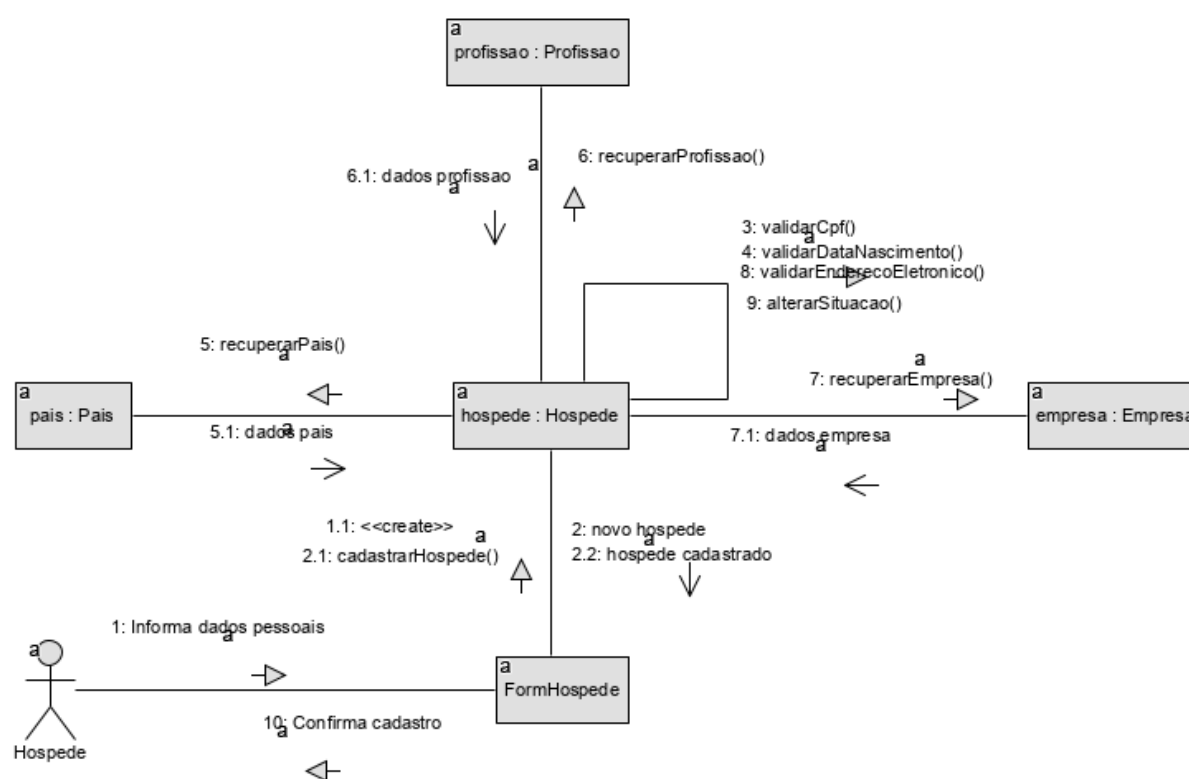 a
profissao : Profissao
a
6: recuperarProfissao()
6.1: dados profissao
a
3: validarCpf()
a
4: validarDataNascimento()
8: validarEnderecoEletronico()
9: alterarSituacao()
5: recuperarPais()
a
a
7: recuperarEmpresa()
a
pais : Pais
a
hospede : Hospede
a
empresa : Empresa
5.1: dados pais
a
7.1: dados empresa
a
1.1: <<create>>
a
2.1: cadastrarHospede()
2: novo hospede
a
2.2: hospede cadastrado
1: Informa dados pessoais
a
a
Hospede
a
FormHospede
10: Confirma cadastro
a